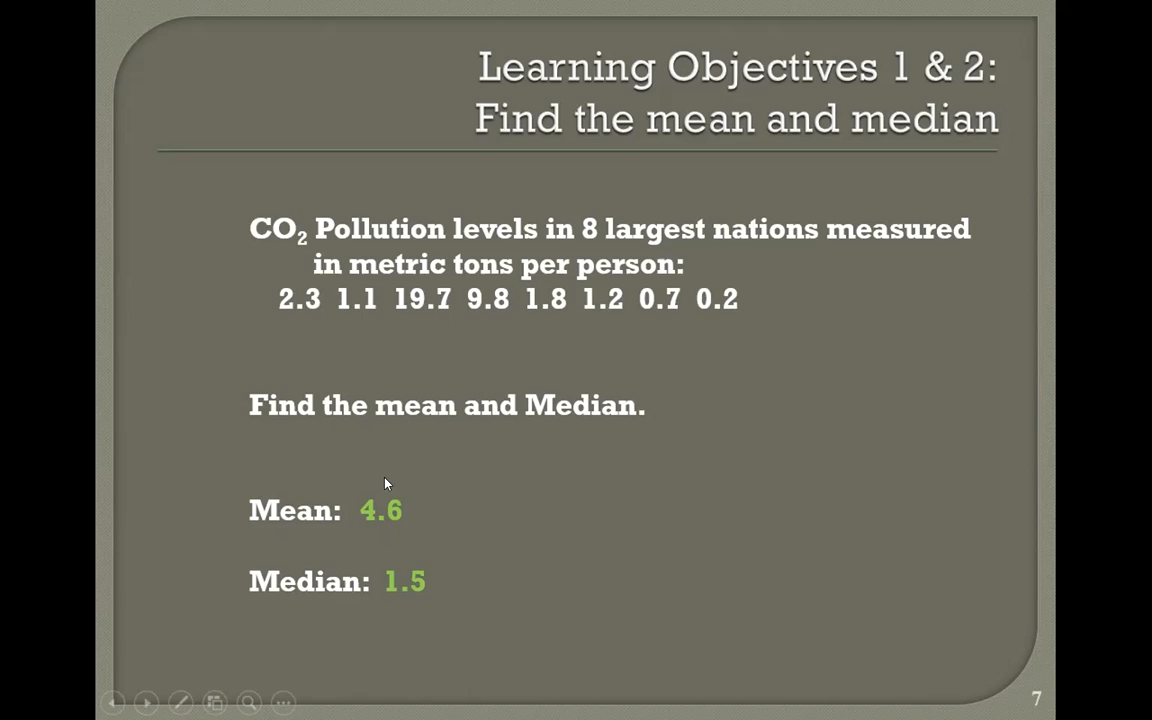 Learning Objectives 1 & 2:
Find the mean and median
CO₂ Pollution levels in 8 largest nations measured
in metric tons per person:
2.3 1.1 19.7 9.8 1.8 1.2 0.7 0.2
Find the mean and Median.
Mean: 4.6
Median: 1.5
7